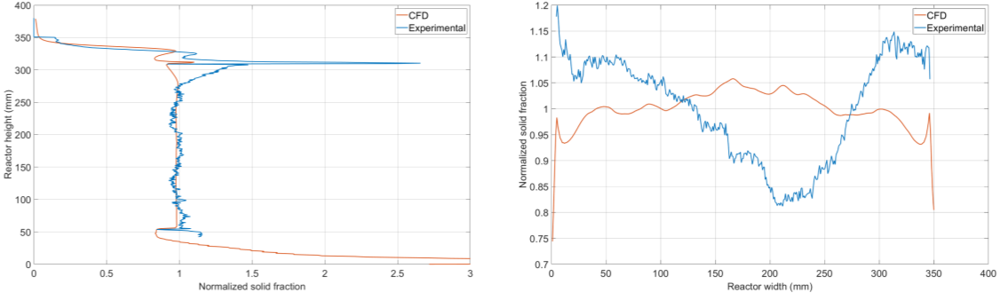 400
350
300
250
200
150
100
50
0
Reactor height (mm)
CFD
Experimental
0 0.5 1 1.5 2 2.5 3
Normalized solid fraction
1.2
1.15
1.1
1.05
1
0.95
0.9
0.85
0.8
0.75
0.7
Normalized solid fraction
CFD
Experimental
0 50 100 150 200 250 300 350 400
Reactor width (mm)